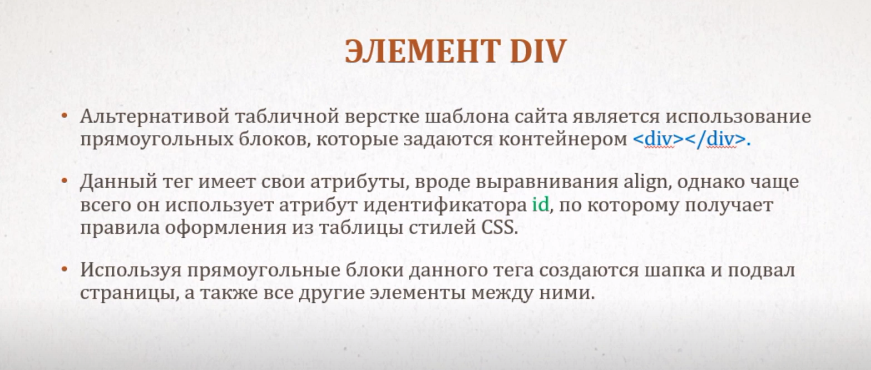 ЭЛЕМЕНТ DIV
• Альтернативой табличной верстке шаблона сайта является использование
прямоугольных блоков, которые задаются контейнером <div></div>.
• Данный тег имеет свои атрибуты, вроде выравнивания align, однако чаще
всего он использует атрибут идентификатора id, по которому получает
правила оформления из таблицы стилей CSS.
• Используя прямоугольные блоки данного тега создаются шапка и подвал
страницы, а также все другие элементы между ними.